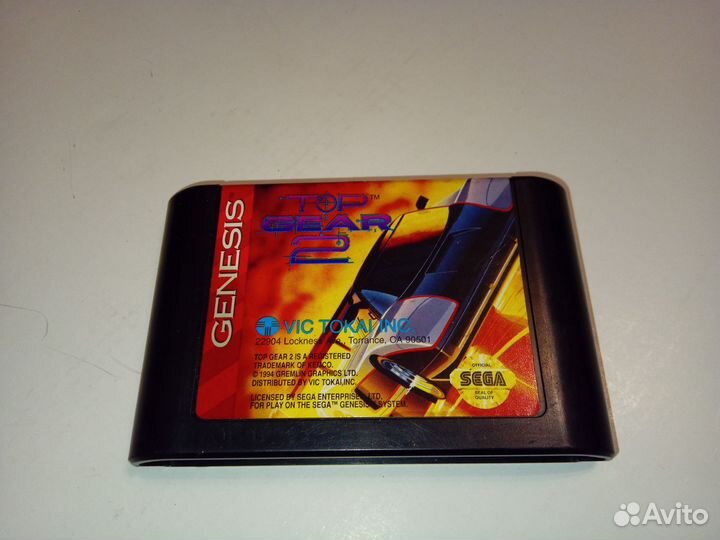 GENESIS
TOP™
GEAR
2
VIC TOKAI, INC.
22904 Lockness Ave., Torrance, CA 90501
TOP GEAR 2 IS A REGISTERED
TRADEMARK OF KEMCO.
© 1994 GREMLIN GRAPHICS LTD.
DISTRIBUTED BY VIC TOKAI, INC.
LICENSED BY SEGA ENTERPRISES, LTD.
FOR PLAY ON THE SEGA™ GENESIS™ SYSTEM.
OFFICIAL
SEGA
SEAL OF
QUALITY
Avito